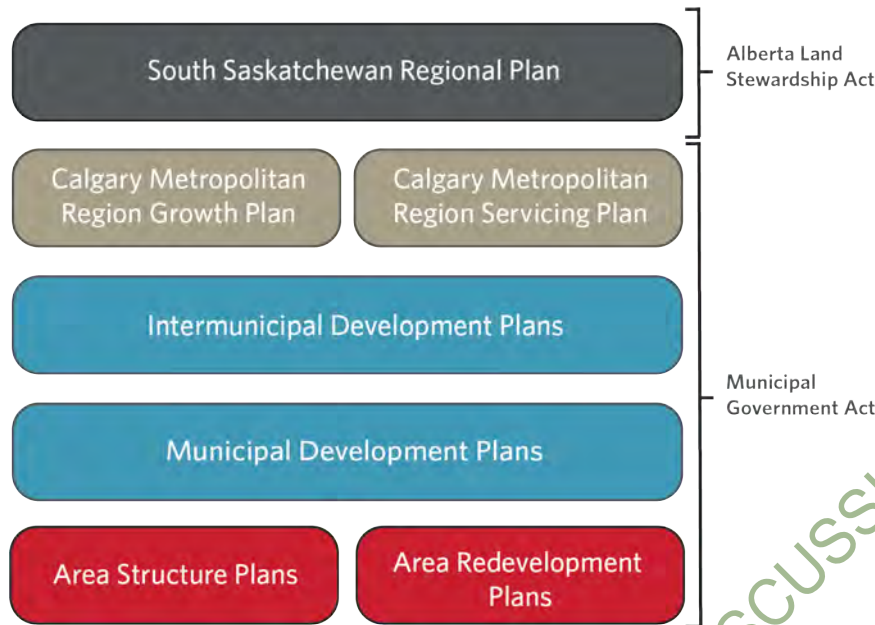 South Saskatchewan Regional Plan
Alberta Land
Stewardship Act
Calgary Metropolitan
Region Growth Plan
Calgary Metropolitan
Region Servicing Plan
Intermunicipal Development Plans
Municipal
Government Act
Municipal Development Plans
Area Structure Plans
Area Redevelopment
Plans